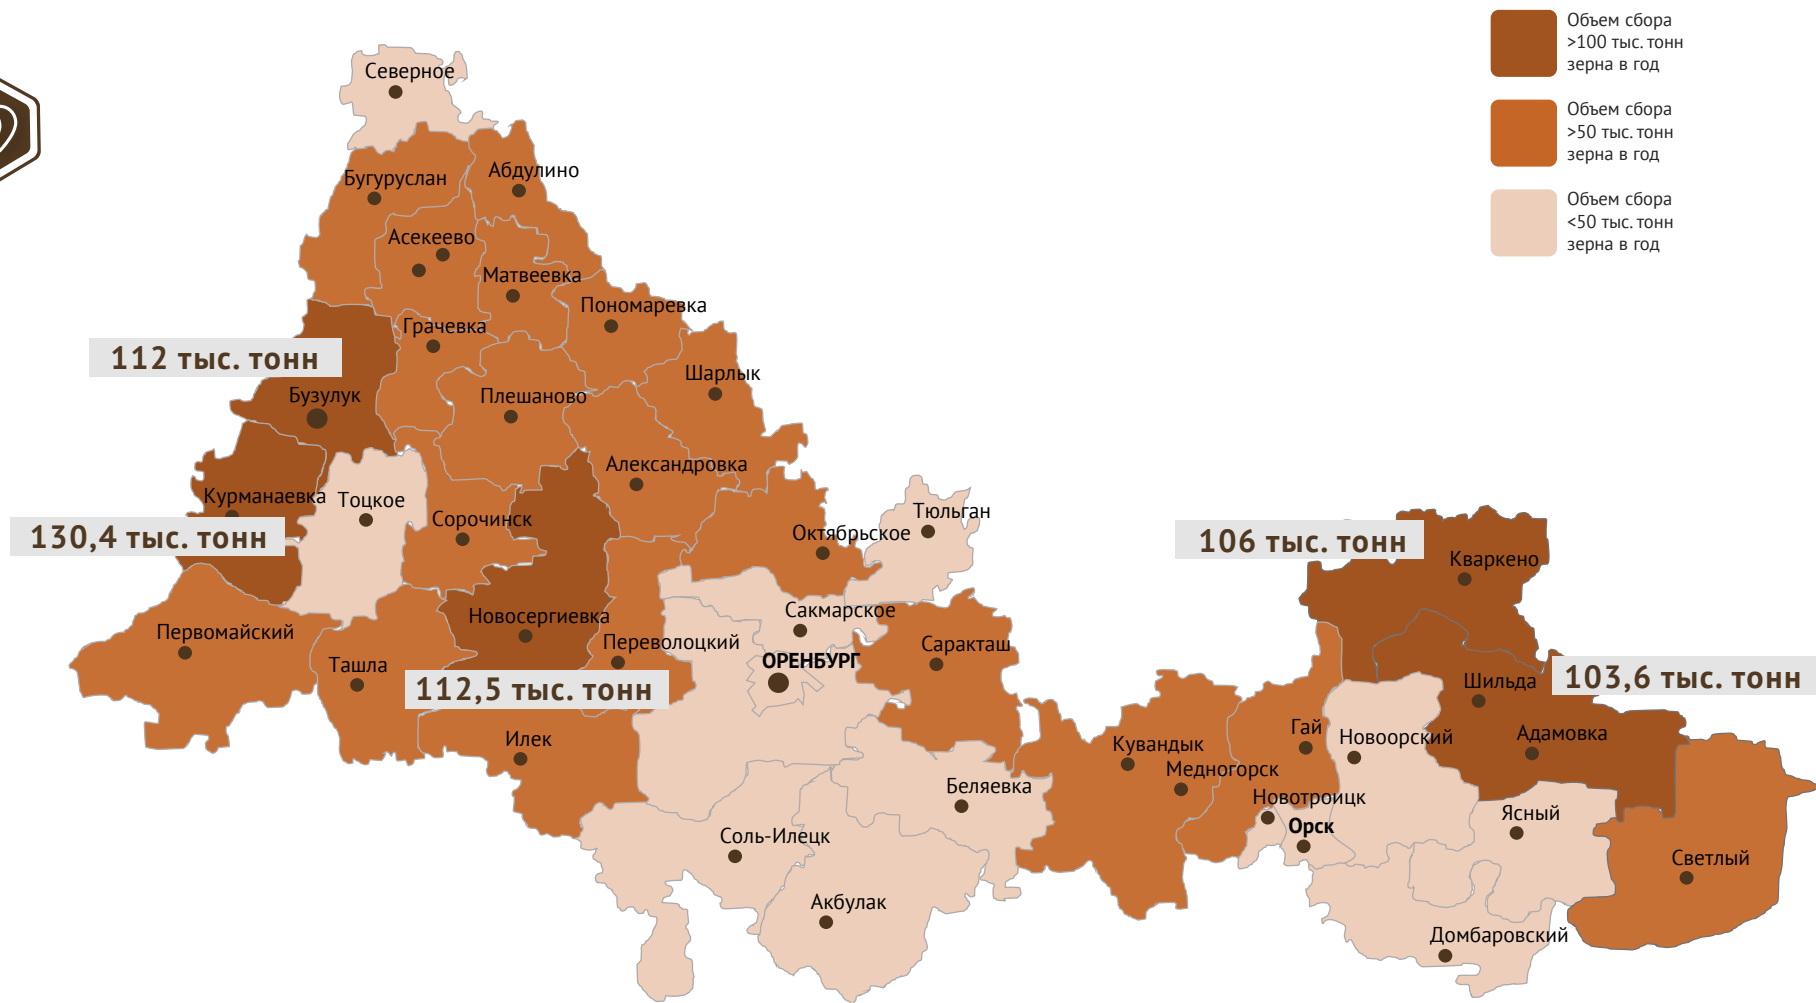 Объем сбора
>100 тыс. тонн
зерна в год
Объем сбора
>50 тыс. тонн
зерна в год
Объем сбора
<50 тыс. тонн
зерна в год
Северное
Бугуруслан
Абдулино
Асекеево
Матвеевка
Пономаревка
Грачевка
112 тыс. тонн
Шарлык
Бузулук
Плешаново
Александровка
Курманаевка
Тоцкое
Сорочинск
Тюльган
130,4 тыс. тонн
Октябрьское
106 тыс. тонн
Кваркено
Новосергиевка
Сакмарское
Первомайский
Переволоцкий
Саракташ
Ташла
ОРЕНБУРГ
112,5 тыс. тонн
Шильда
103,6 тыс. тонн
Илек
Кувандык
Гай
Новоорский
Адамовка
Медногорск
Беляевка
Новотроицк
Орск
Ясный
Соль-Илецк
Светлый
Акбулак
Домбаровский